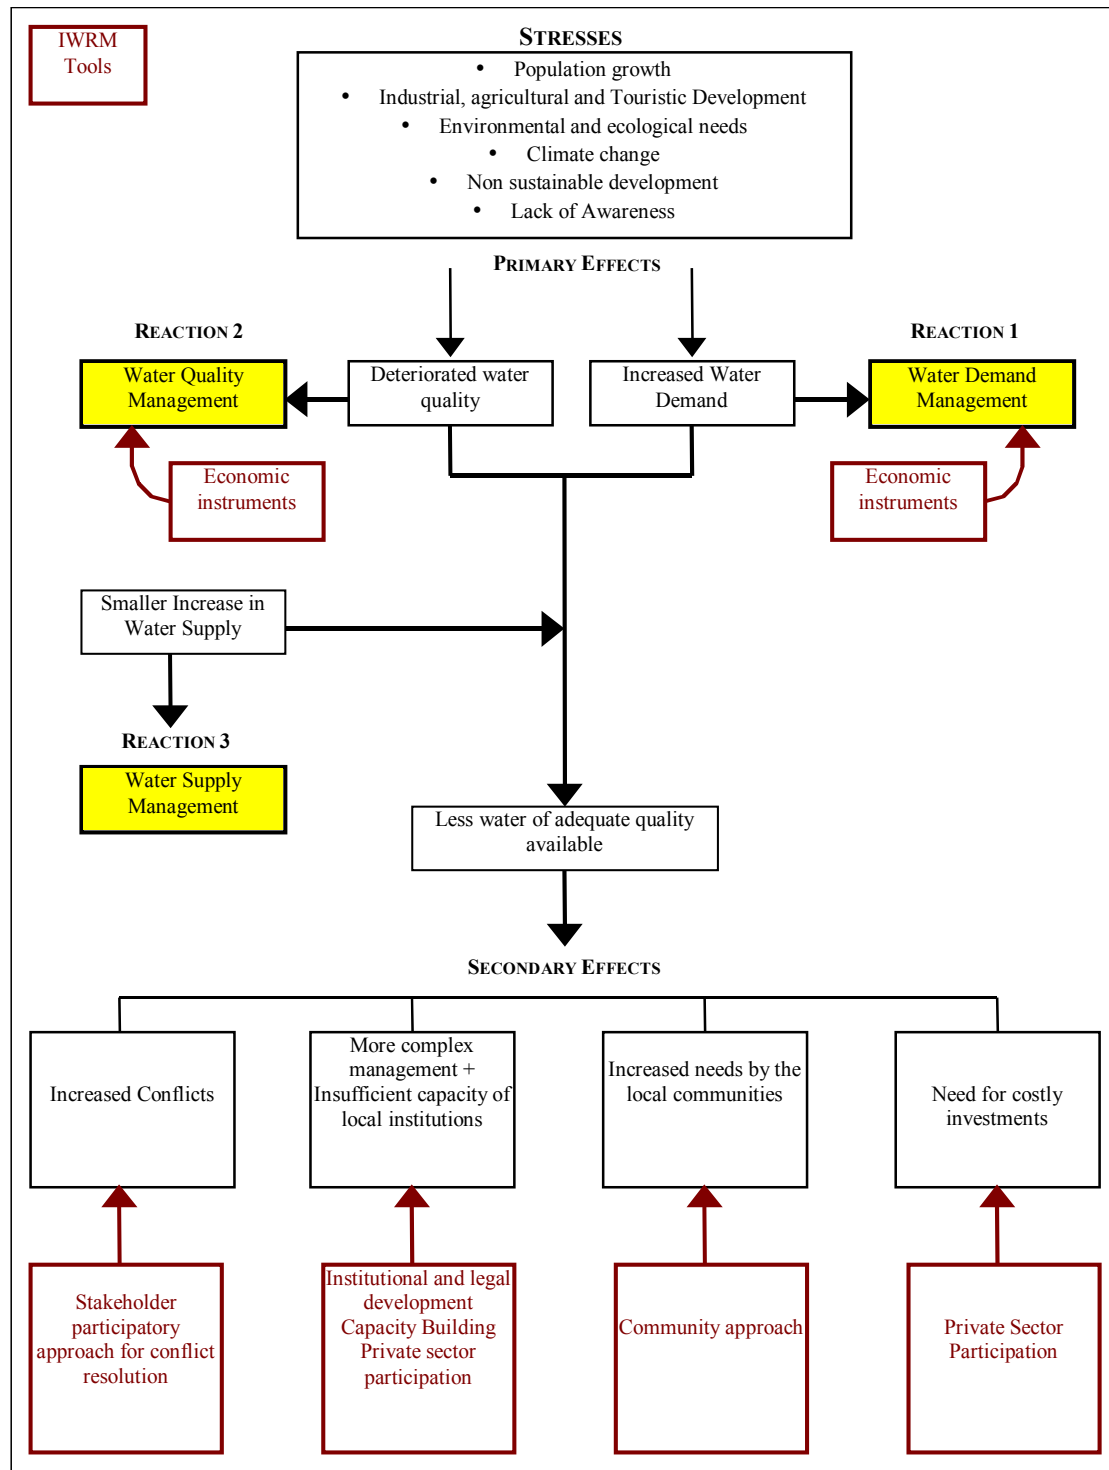 IWRM
Tools
STRESSES
• Population growth
• Industrial, agricultural and Touristic Development
• Environmental and ecological needs
• Climate change
• Non sustainable development
• Lack of Awareness
PRIMARY EFFECTS
REACTION 2
REACTION 1
Water Quality
Management
Deteriorated water
quality
Increased Water
Demand
Water Demand
Management
Economic
instruments
Economic
instruments
Smaller Increase in
Water Supply
REACTION 3
Water Supply
Management
Less water of adequate quality
available
SECONDARY EFFECTS
Increased Conflicts
More complex
management +
Insufficient capacity of
local institutions
Increased needs by the
local communities
Need for costly
investments
Stakeholder
participatory
approach for conflict
resolution
Institutional and legal
development
Capacity Building
Private sector
participation
Community approach
Private Sector
Participation